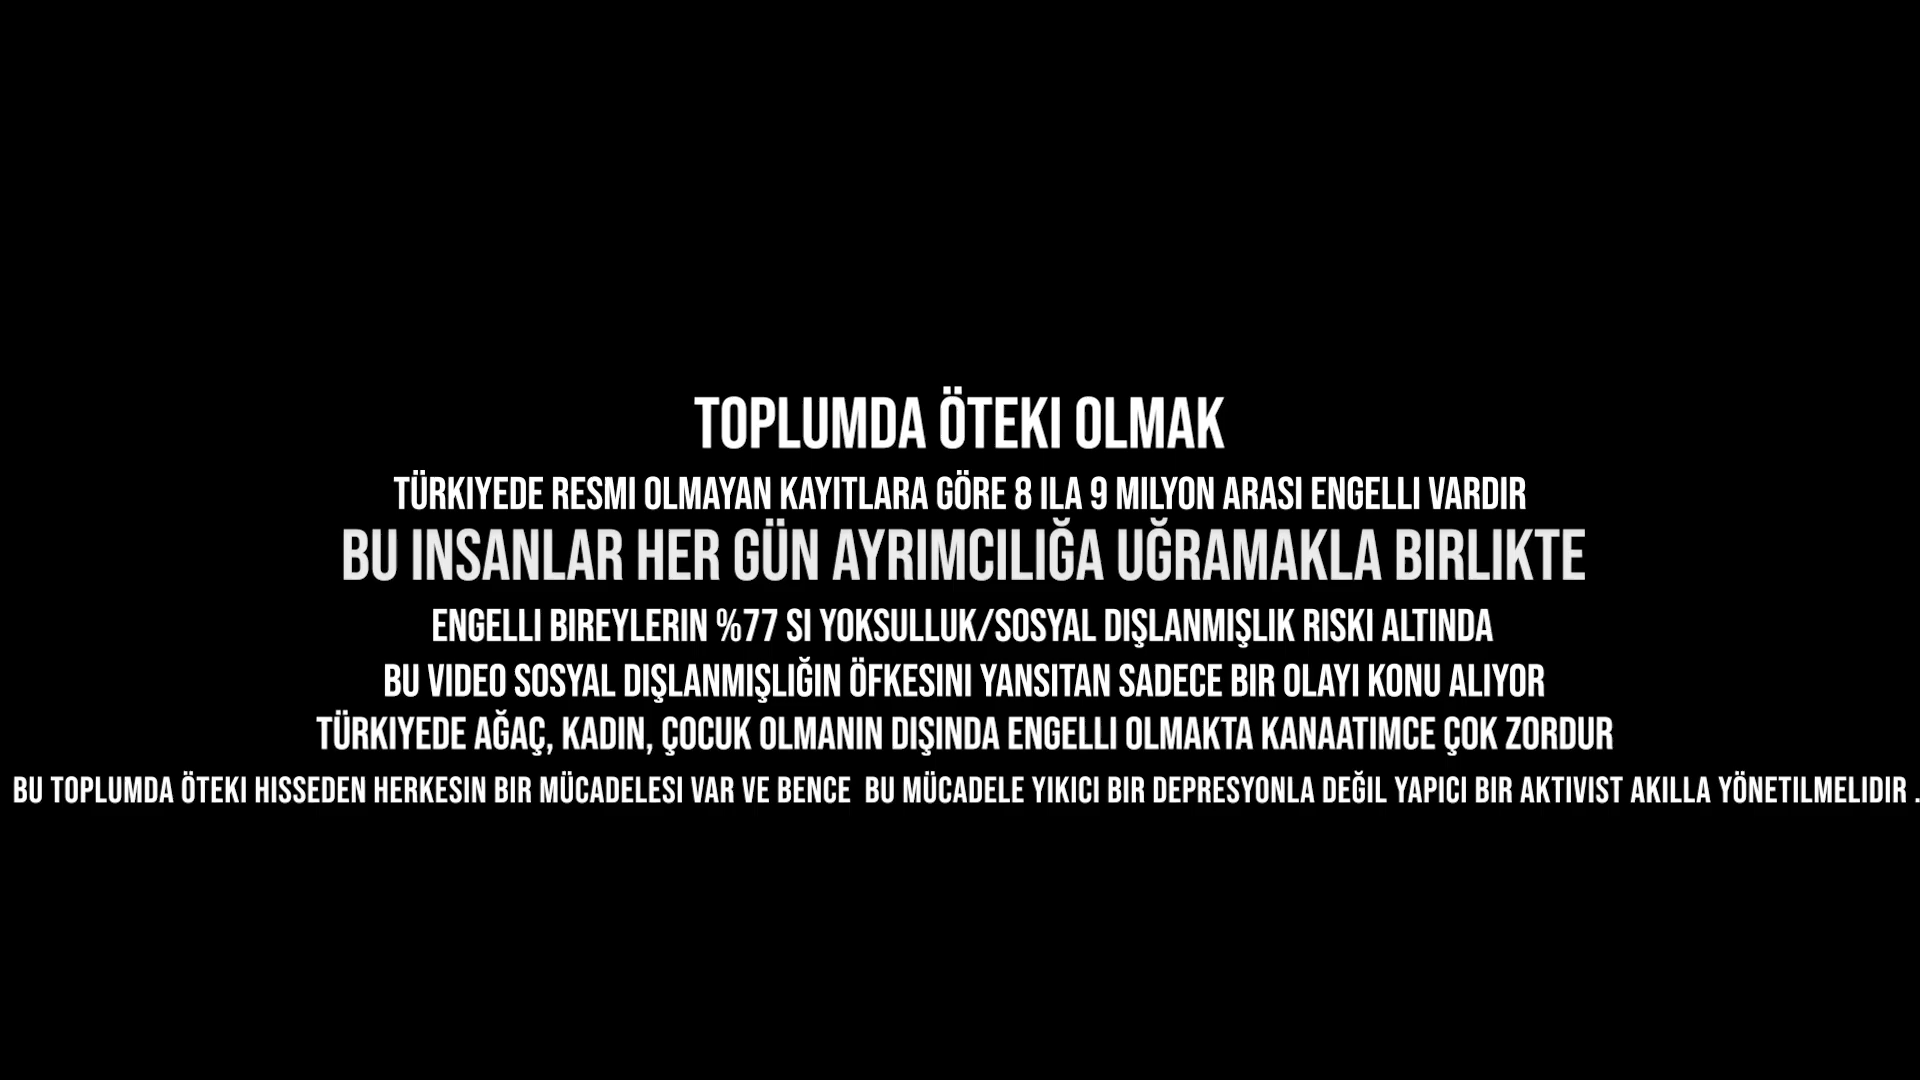 TOPLUMDA ÖTEKI OLMAK
TÜRKIYEDE RESMI OLMAYAN KAYITLARA GÖRE 8 ILA 9 MILYON ARASI ENGELLI VARDIR
BU INSANLAR HER GÜN AYRIMCILIĞA UĞRAMAKLA BIRLIKTE
ENGELLI BIREYLERIN %77 SI YOKSULLUK/SOSYAL DIŞLANMIŞLIK RISKI ALTINDA
BU VIDEO SOSYAL DIŞLANMIŞLIĞIN ÖFKESINI YANSITAN SADECE BIR OLAYI KONU ALIYOR
TÜRKIYEDE AĞAÇ, KADIN, ÇOCUK OLMANIN DIŞINDA ENGELLI OLMAKTA KANAATIMCE ÇOK ZORDUR
BU TOPLUMDA ÖTEKI HISSEDEN HERKESIN BIR MÜCADELESI VAR VE BENCE  BU MÜCADELE YIKICI BIR DEPRESYONLA DEĞIL YAPICI BIR AKTIVIST AKILLA YÖNETILMELIDIR .